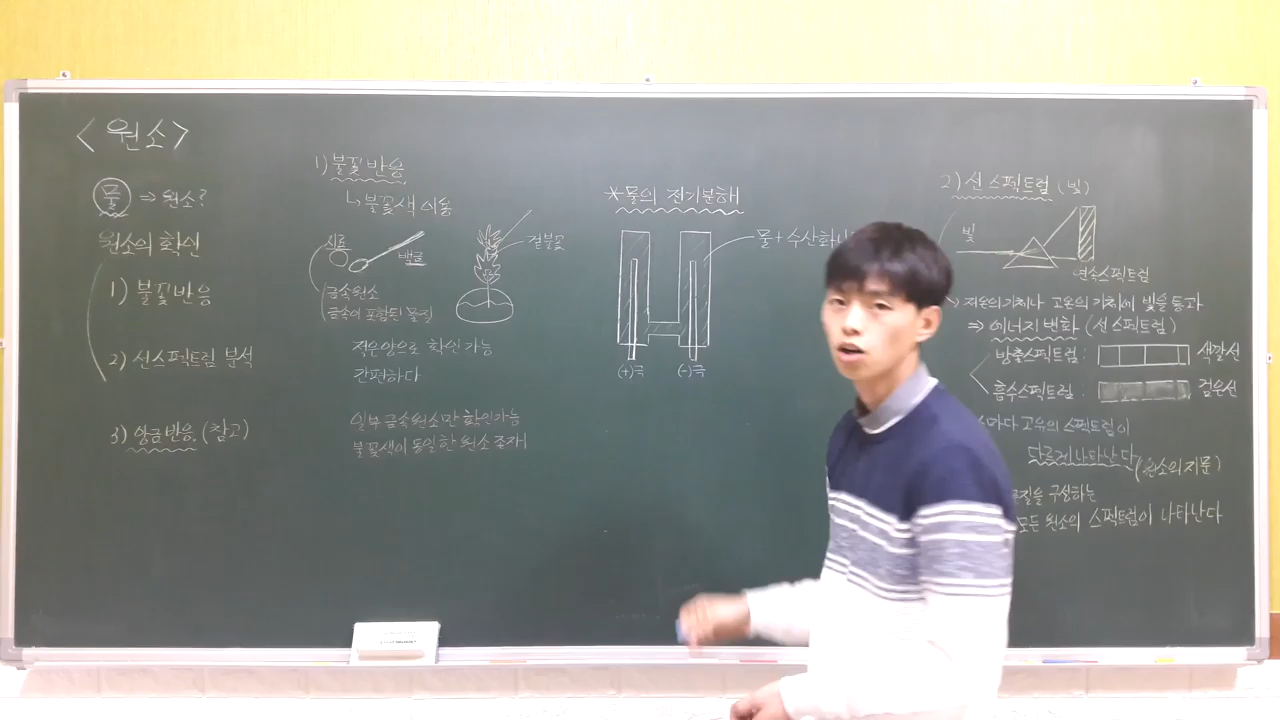 <원소>
물 ⇒ 원소?
원소의 확인
1) 불꽃반응
2) 선스펙트럼 분석
3) 앙금반응. (참고)
1) 불꽃반응
↳ 불꽃색 이용
시료
백금
겉불꽃
금속원소
금속이 포함된 물질
적은양으로 확인가능
간편하다
일부 금속원소만 확인가능
불꽃색이 동일한 원소 존재
*물의 전기분해
물+수산화나
(+)극
(-)극
2) 선 스펙트럼 (빛)
빛
연속스펙트럼
저온의기체나 고온의 기체에 빛을 통과
⇒ 에너지 변화 (선스펙트럼)
방출스펙트럼: 색깔선
흡수스펙트럼: 검은선
마다 고유의 스펙트럼이
다르게 나타난다 (원소의 지문)
물질을 구성하는
모든 원소의 스펙트럼이 나타난다